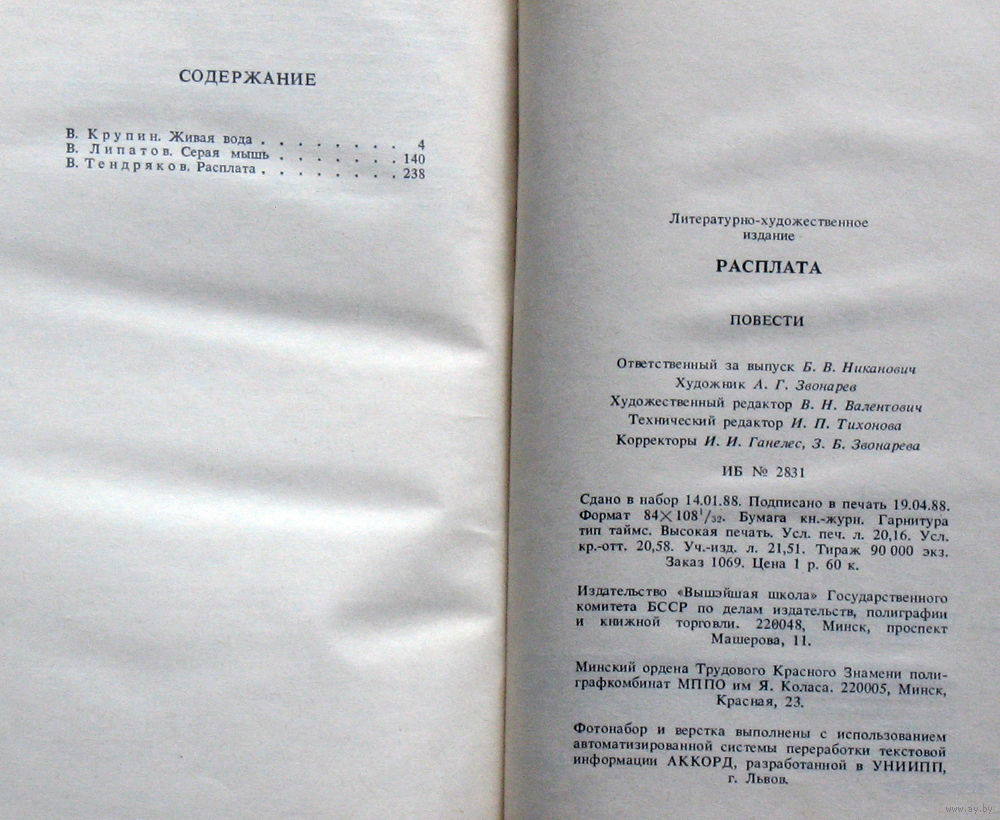 СОДЕРЖАНИЕ
В. Крупин. Живая вода . . . . . . . . 4
В. Липатов. Серая мышь . . . . . . . 140
В. Тендряков. Расплата . . . . . . . . 238
Литературно-художественное
издание
РАСПЛАТА
ПОВЕСТИ
Ответственный за выпуск Б. В. Никанович
Художник А. Г. Звонарев
Художественный редактор В. Н. Валентович
Технический редактор И. П. Тихонова
Корректоры И. И. Ганелес, З. Б. Звонарева
ИБ № 2831
Сдано в набор 14.01.88. Подписано в печать 19.04.88.
Формат 84×108¹/₃₂. Бумага кн.-журн. Гарнитура
тип таймс. Высокая печать. Усл. печ. л. 20,16. Усл.
кр.-отт. 20,58. Уч.-изд. л. 21,51. Тираж 90 000 экз.
Заказ 1069. Цена 1 р. 60 к.
Издательство «Вышэйшая школа» Государственного
комитета БССР по делам издательств, полиграфии
и книжной торговли. 220048, Минск, проспект
Машерова, 11.
Минский ордена Трудового Красного Знамени поли-
графкомбинат МППО им Я. Коласа. 220005, Минск,
Красная, 23.
Фотонабор и верстка выполнены с использованием
автоматизированной системы переработки текстовой
информации АККОРД, разработанной в УНИИПП,
г. Львов.
www.ay.by